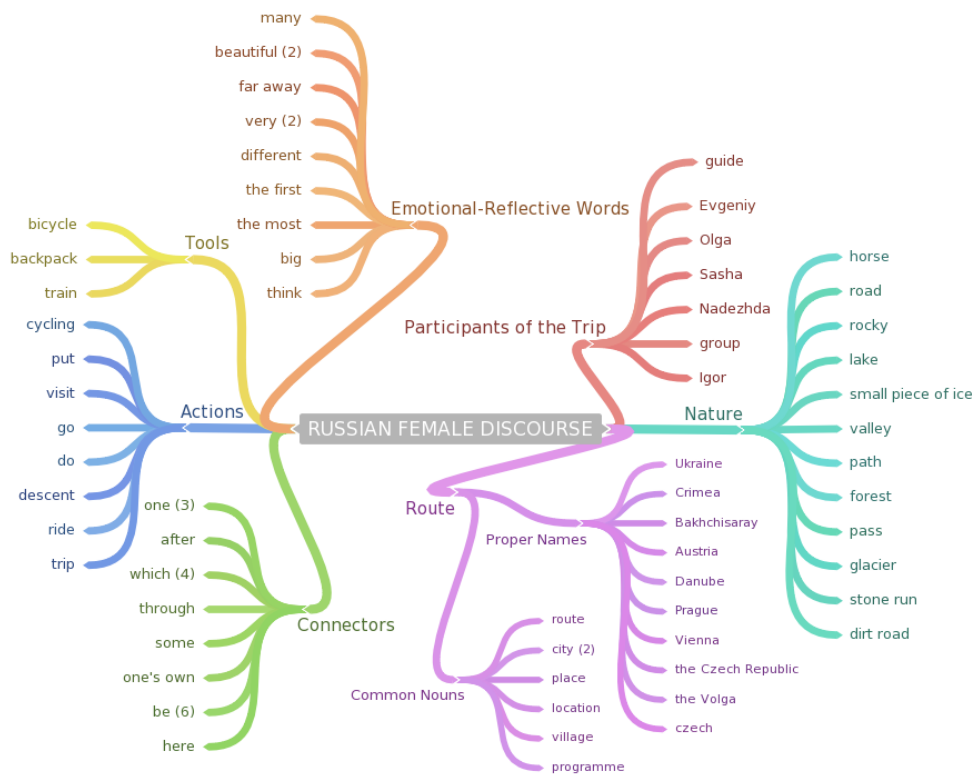 RUSSIAN FEMALE DISCOURSE
Emotional-Reflective Words
many
beautiful (2)
far away
very (2)
different
the first
the most
big
think
Tools
bicycle
backpack
train
Actions
cycling
put
visit
go
do
descent
ride
trip
Connectors
one (3)
after
which (4)
through
some
one's own
be (6)
here
Participants of the Trip
guide
Evgeniy
Olga
Sasha
Nadezhda
group
Igor
Nature
horse
road
rocky
lake
small piece of ice
valley
path
forest
pass
glacier
stone run
dirt road
Route
Proper Names
Ukraine
Crimea
Bakhchisaray
Austria
Danube
Prague
Vienna
the Czech Republic
the Volga
czech
Common Nouns
route
city (2)
place
location
village
programme